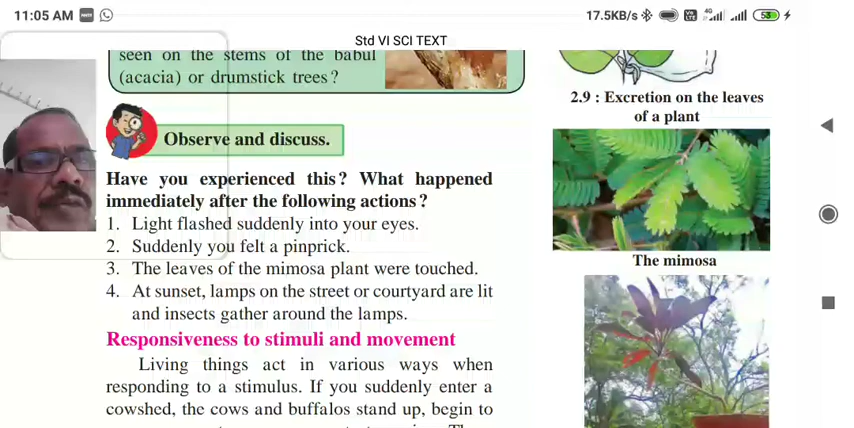 11:05 AM
17.5KB/s 4G 53
Std VI SCI TEXT
seen on the stems of the babul
(acacia) or drumstick trees ?
Observe and discuss.
Have you experienced this ? What happened
immediately after the following actions ?
1. Light flashed suddenly into your eyes.
2. Suddenly you felt a pinprick.
3. The leaves of the mimosa plant were touched.
4. At sunset, lamps on the street or courtyard are lit
and insects gather around the lamps.
Responsiveness to stimuli and movement
Living things act in various ways when
responding to a stimulus. If you suddenly enter a
cowshed, the cows and buffalos stand up, begin to
2.9 : Excretion on the leaves
of a plant
The mimosa